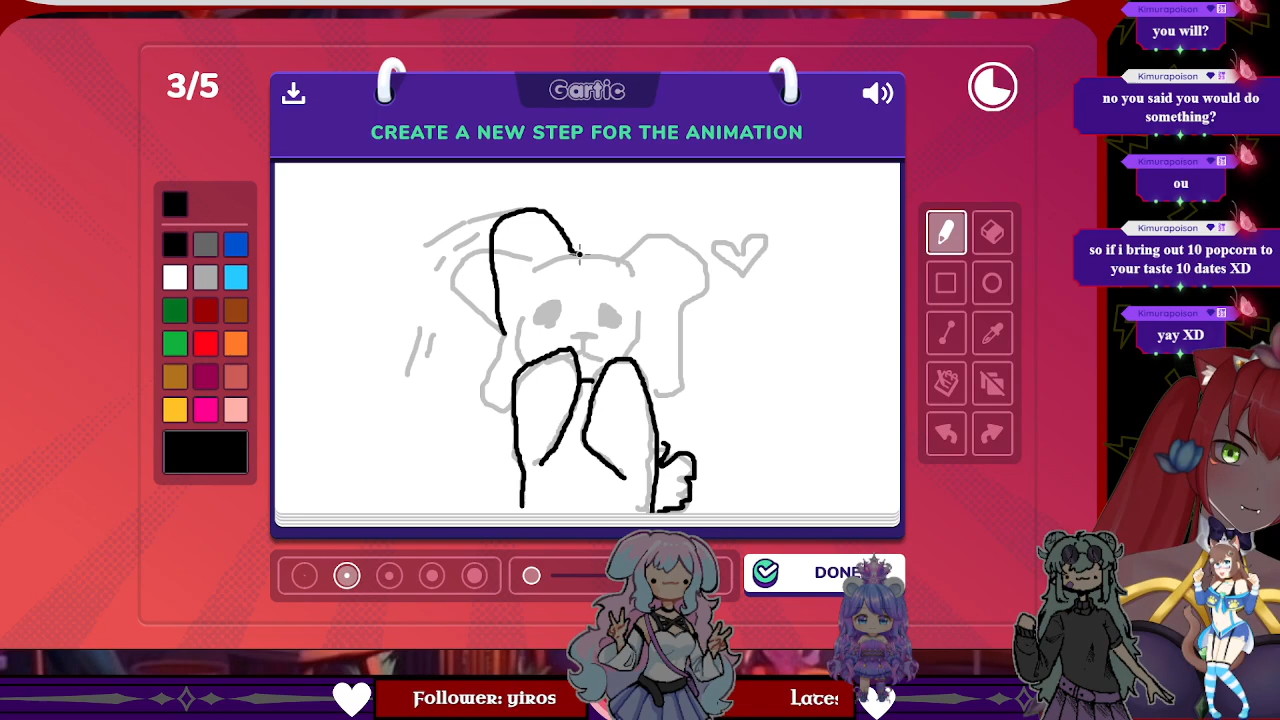 3/5
Gartic
CREATE A NEW STEP FOR THE ANIMATION
Kimurapoison
you will?
Kimurapoison
no you said you would do
something?
Kimurapoison
ou
Kimurapoison
so if i bring out 10 popcorn to
your taste 10 dates XD
Kimurapoison
yay XD
DONE
Follower: yiros
Lates